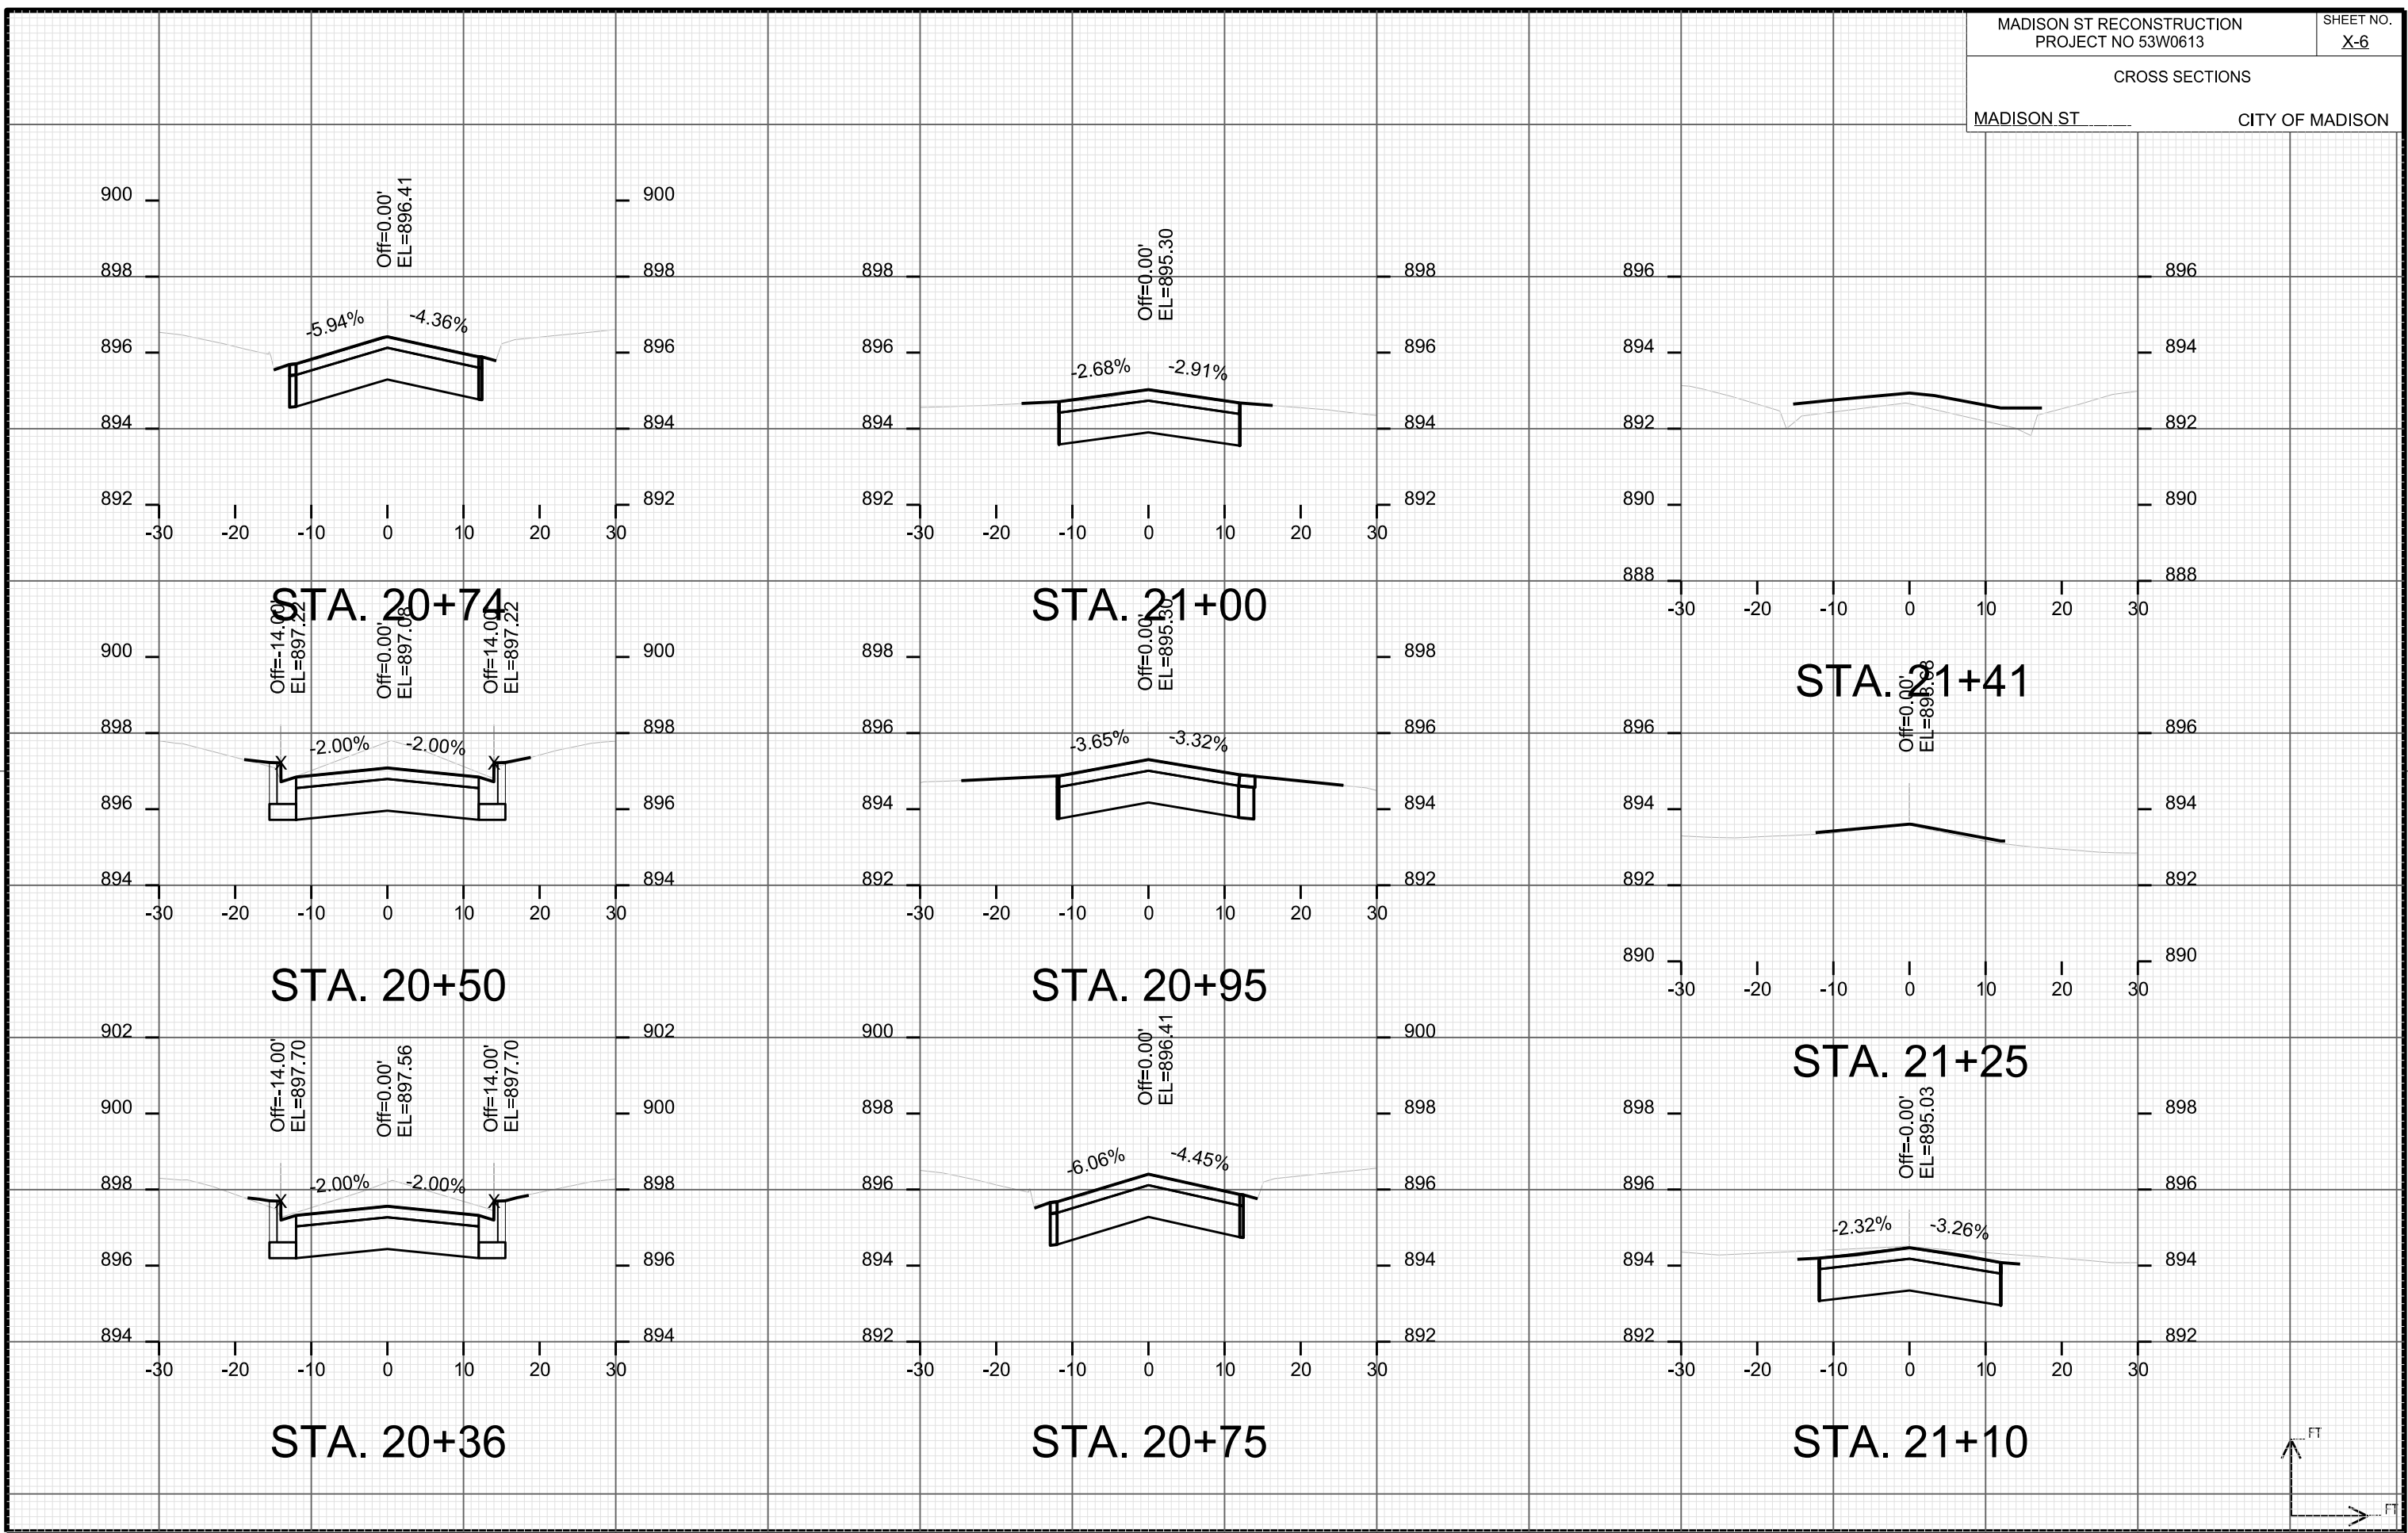 MADISON ST RECONSTRUCTION
PROJECT NO 53W0613
SHEET NO.
X-6
CROSS SECTIONS
MADISON ST
CITY OF MADISON
Off=0.00'
EL=896.41
900 900
898 898
-5.94% -4.36%
896 896
894 894
892 892
-30 -20 -10 0 10 20 30
STA. 20+74
Off=0.00'
EL=895.30
898 898
896 896
-2.68% -2.91%
894 894
892 892
-30 -20 -10 0 10 20 30
STA. 21+00
896 896
894 894
892 892
890 890
888 888
-30 -20 -10 0 10 20 30
STA. 21+41
Off=-14.00'
EL=897.22
Off=0.00'
EL=897.08
Off=14.00'
EL=897.22
900 900
898 898
-2.00% -2.00%
X X
896 896
894 894
-30 -20 -10 0 10 20 30
STA. 20+50
Off=0.00'
EL=895.30
898 898
896 896
-3.65% -3.32%
894 894
892 892
-30 -20 -10 0 10 20 30
STA. 20+95
Off=0.00'
896 896
894 894
892 892
890 890
-30 -20 -10 0 10 20 30
STA. 21+25
902 902
Off=-14.00'
EL=897.70
Off=0.00'
EL=897.56
Off=14.00'
EL=897.70
900 900
898 898
-2.00% -2.00%
X X
896 896
894 894
-30 -20 -10 0 10 20 30
STA. 20+36
Off=0.00'
EL=896.41
900 900
898 898
-6.06% -4.45%
896 896
894 894
892 892
-30 -20 -10 0 10 20 30
STA. 20+75
Off=-0.00'
EL=895.03
898 898
896 896
-2.32% -3.26%
894 894
892 892
-30 -20 -10 0 10 20 30
STA. 21+10
FT
FT